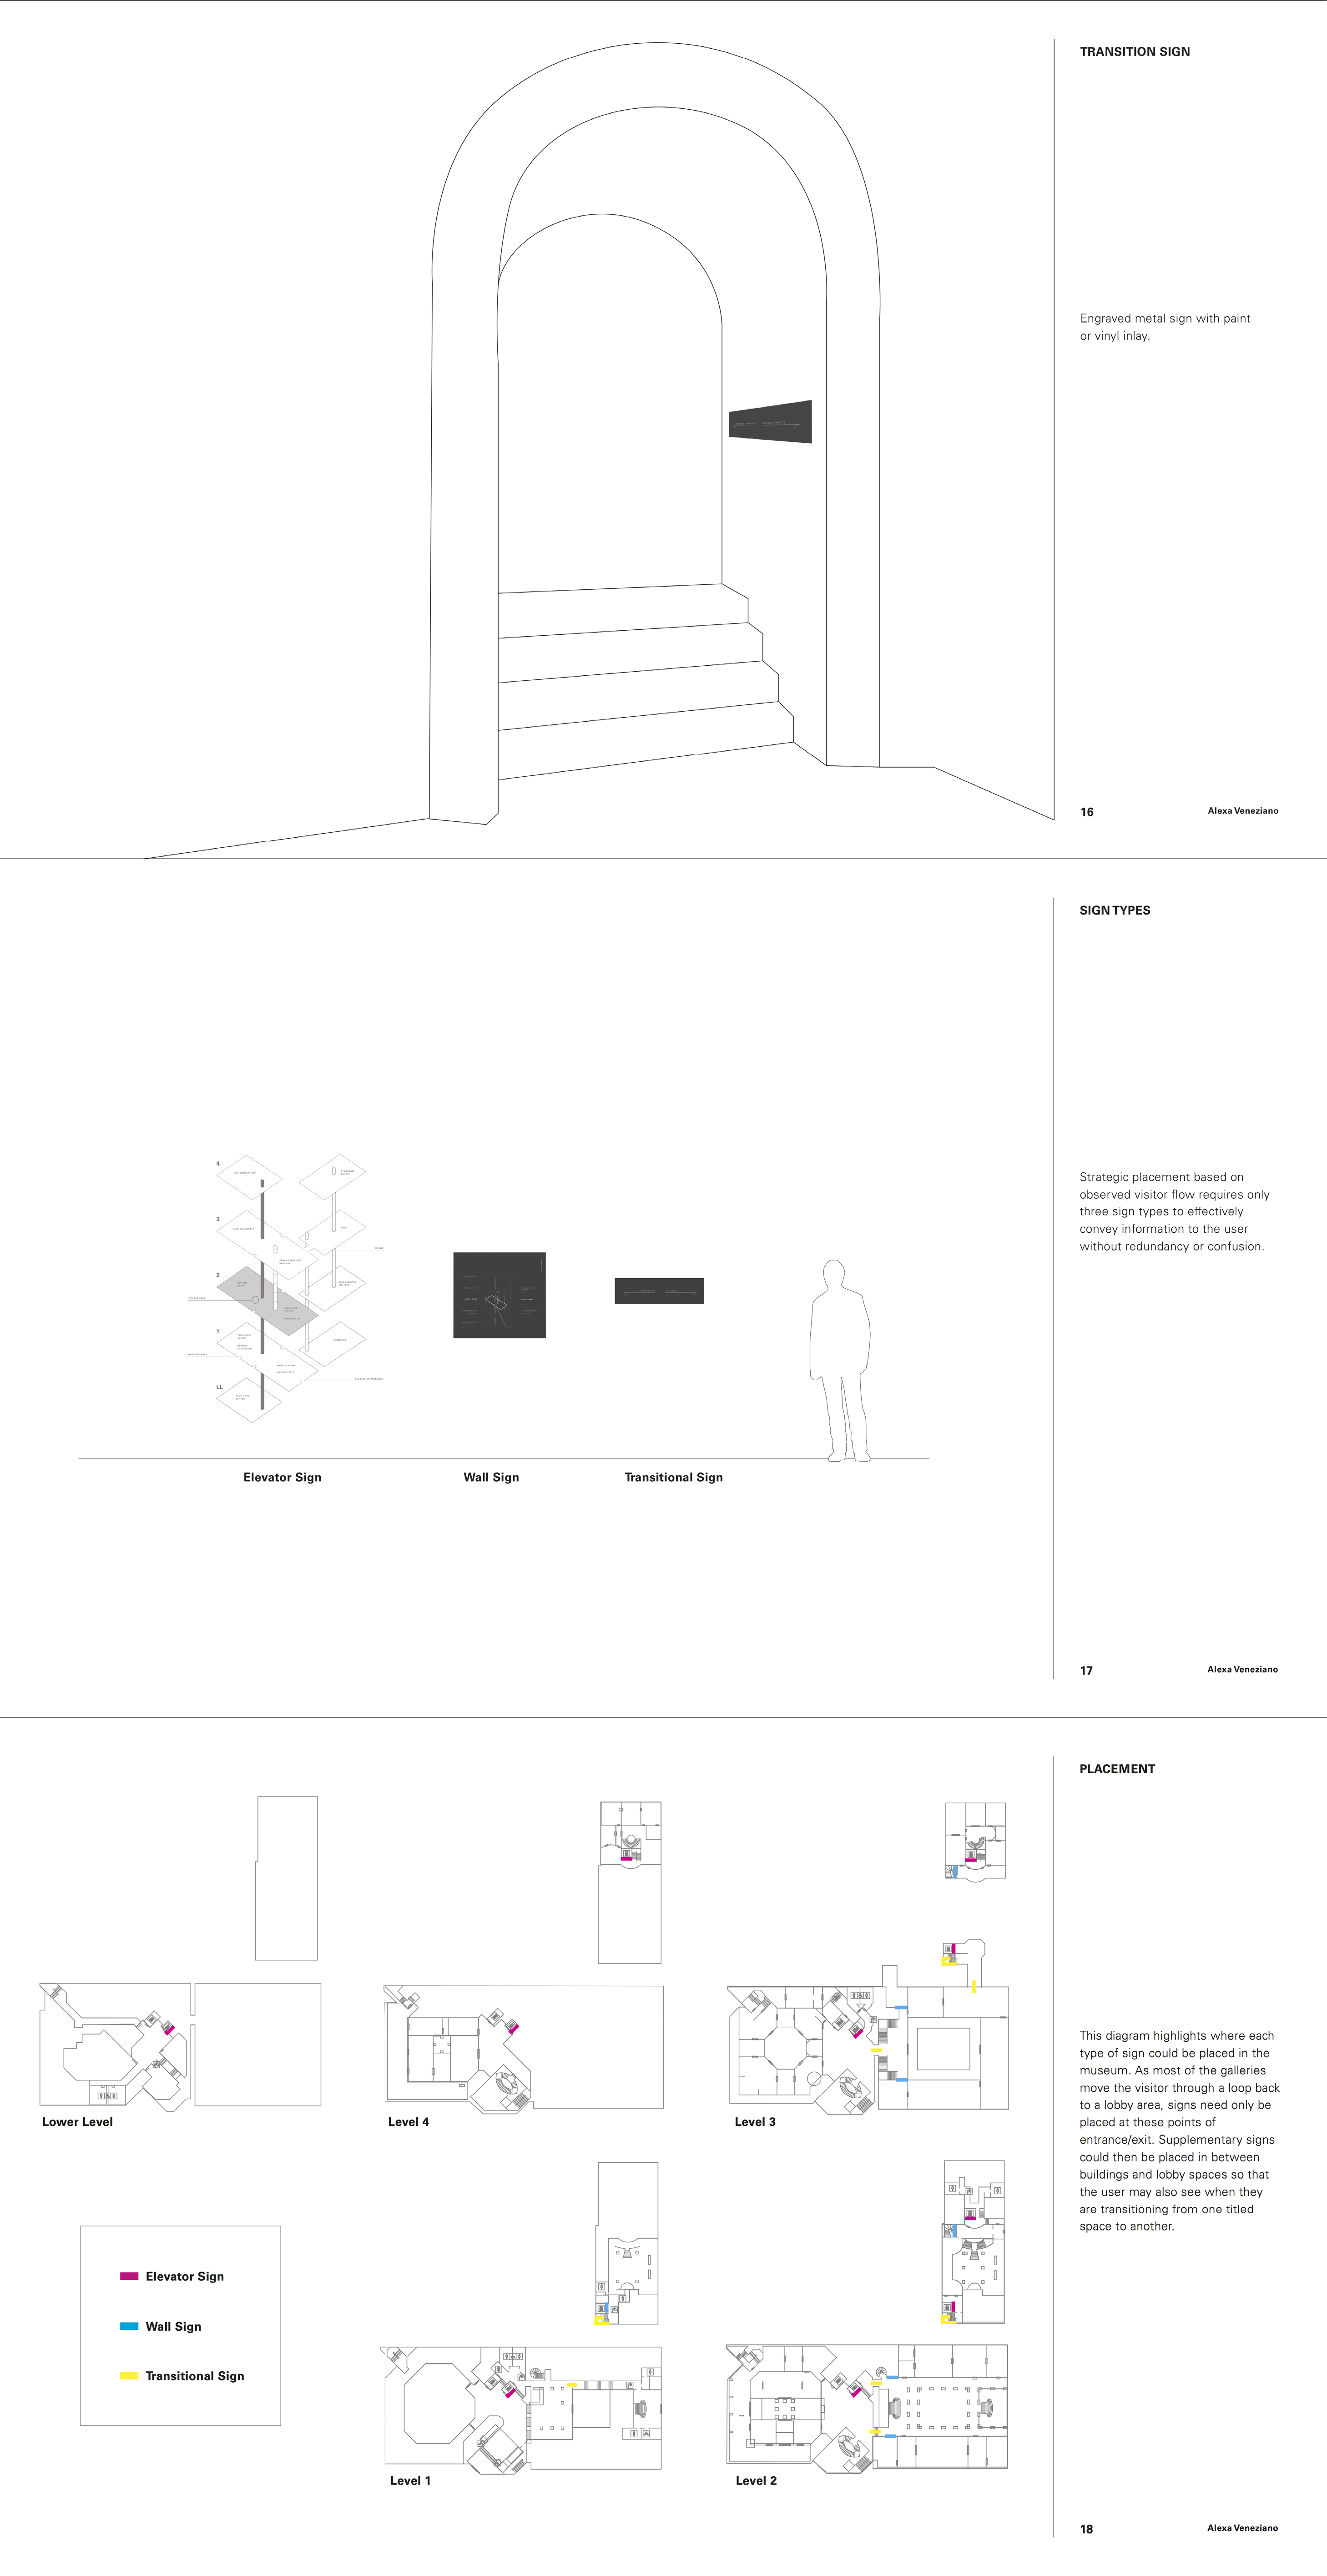 TRANSITION SIGN
Engraved metal sign with paint
or vinyl inlay.
16
Alexa Veneziano
SIGN TYPES
4
3
2
1
LL
Elevator Sign
Wall Sign
Transitional Sign
Strategic placement based on
observed visitor flow requires only
three sign types to effectively
convey information to the user
without redundancy or confusion.
17
Alexa Veneziano
PLACEMENT
Lower Level
Level 4
Level 3
Elevator Sign
Wall Sign
Transitional Sign
Level 1
Level 2
This diagram highlights where each
type of sign could be placed in the
museum. As most of the galleries
move the visitor through a loop back
to a lobby area, signs need only be
placed at these points of
entrance/exit. Supplementary signs
could then be placed in between
buildings and lobby spaces so that
the user may also see when they
are transitioning from one titled
space to another.
18
Alexa Veneziano